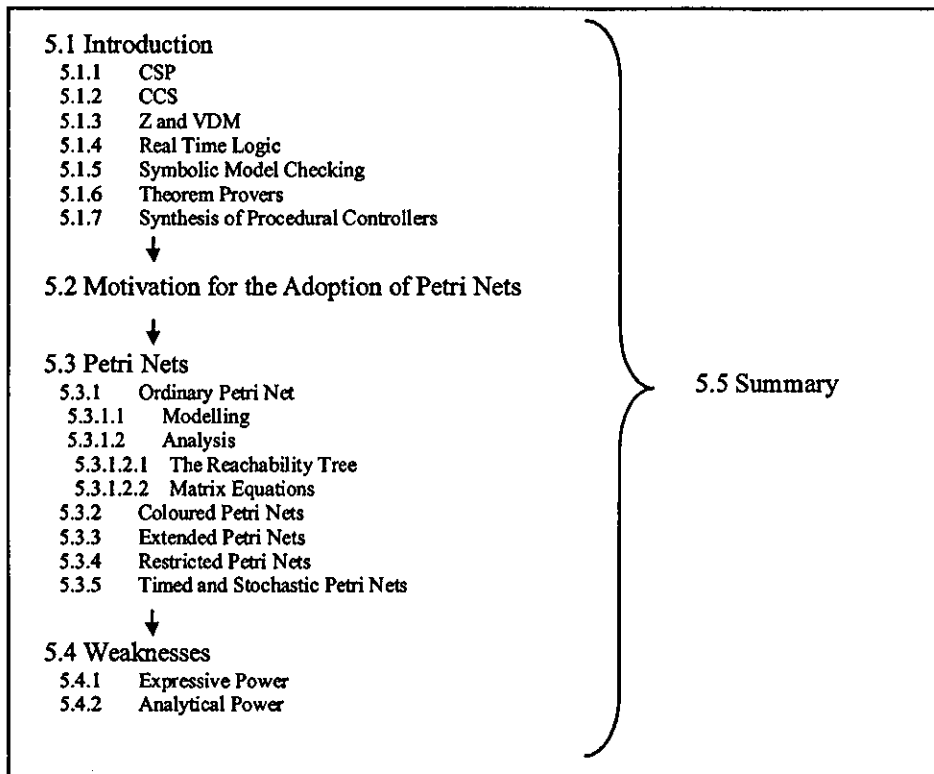 5.1 Introduction
5.1.1 CSP
5.1.2 CCS
5.1.3 Z and VDM
5.1.4 Real Time Logic
5.1.5 Symbolic Model Checking
5.1.6 Theorem Provers
5.1.7 Synthesis of Procedural Controllers
5.2 Motivation for the Adoption of Petri Nets
5.3 Petri Nets
5.3.1 Ordinary Petri Net
5.3.1.1 Modelling
5.3.1.2 Analysis
5.3.1.2.1 The Reachability Tree
5.3.1.2.2 Matrix Equations
5.3.2 Coloured Petri Nets
5.3.3 Extended Petri Nets
5.3.4 Restricted Petri Nets
5.3.5 Timed and Stochastic Petri Nets
5.4 Weaknesses
5.4.1 Expressive Power
5.4.2 Analytical Power
5.5 Summary